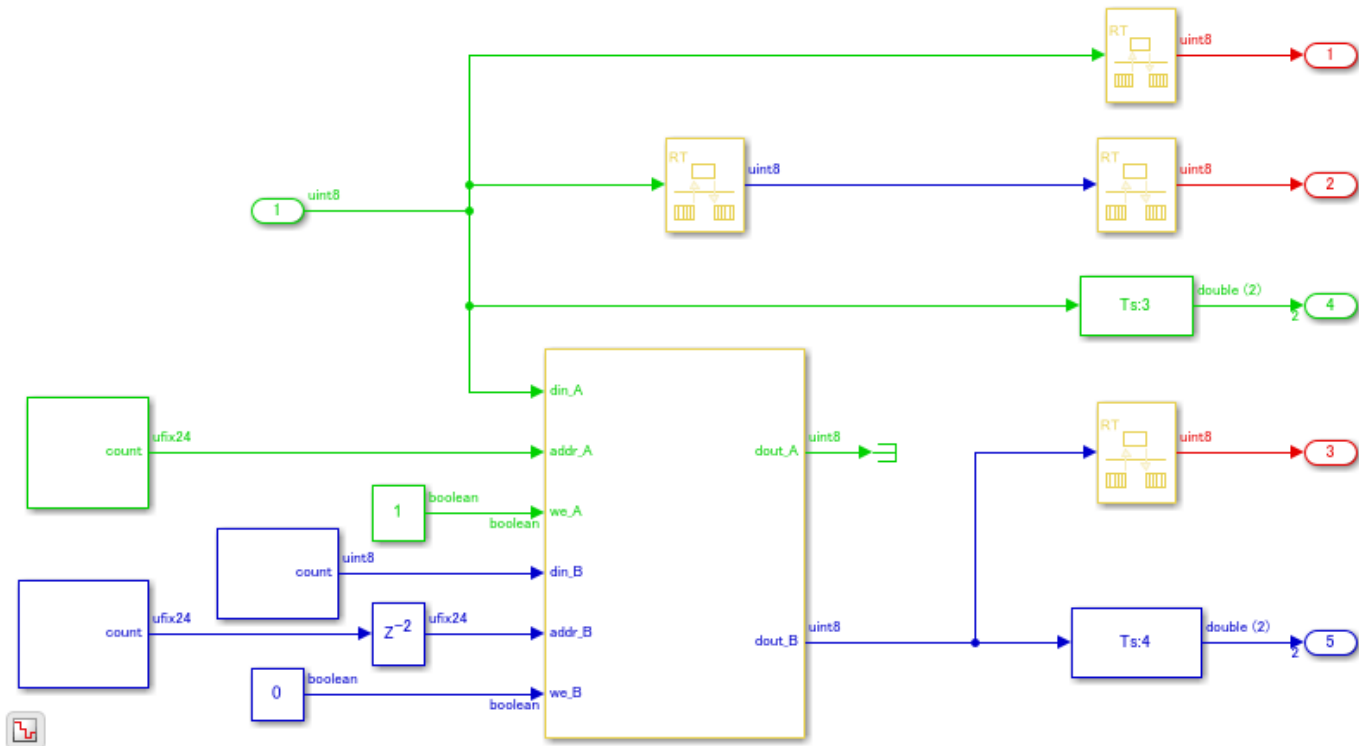 RT
uint8
1
RT
uint8
RT
uint8
2
uint8
1
Ts:3
double (2)
2
4
din_A
count
ufix24
addr_A
dout_A
uint8
RT
uint8
3
1
boolean
boolean
we_A
count
uint8
din_B
count
ufix24
Z⁻²
ufix24
addr_B
dout_B
uint8
Ts:4
double (2)
2
5
0
boolean
boolean
we_B